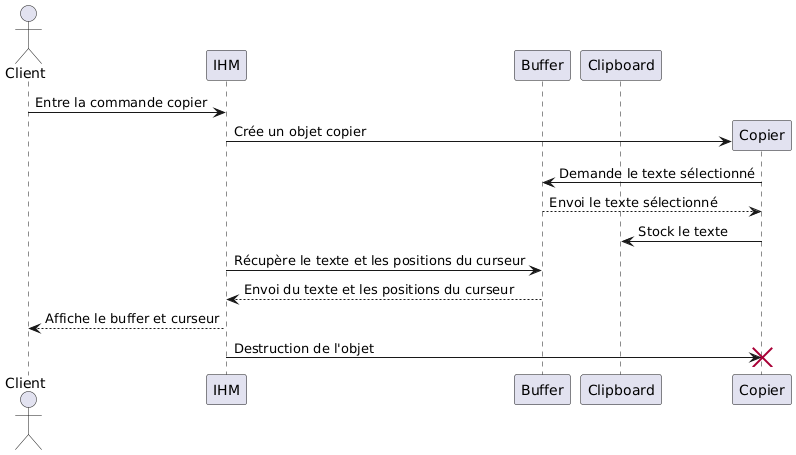 Client
IHM
Buffer
Clipboard
Entre la commande copier
Crée un objet copier
Copier
Demande le texte sélectionné
Envoi le texte sélectionné
Stock le texte
Récupère le texte et les positions du curseur
Envoi du texte et les positions du curseur
Affiche le buffer et curseur
Destruction de l'objet
Client
IHM
Buffer
Clipboard
Copier